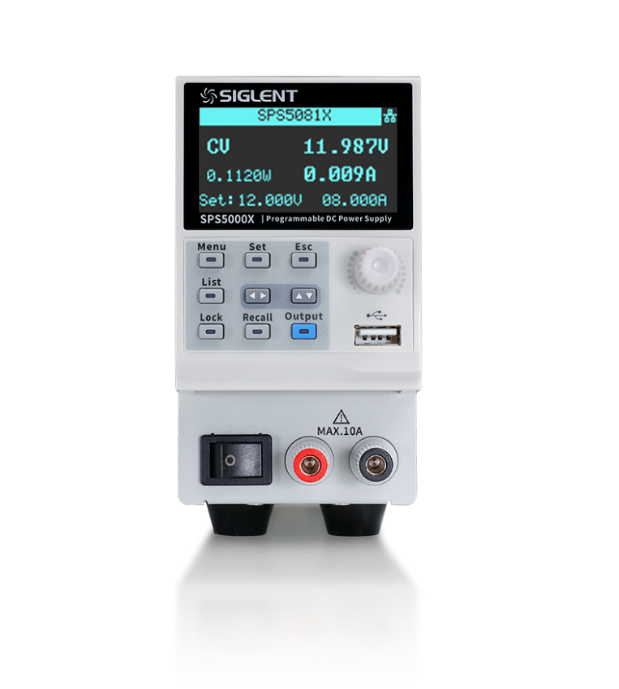 SIGLENT
SPS5081X
CV 11.987V
0.1120W 0.009A
Set: 12.000V 08.000A
SPS5000X | Programmable DC Power Supply
Menu Set Esc
List
Lock Recall Output
MAX.10A